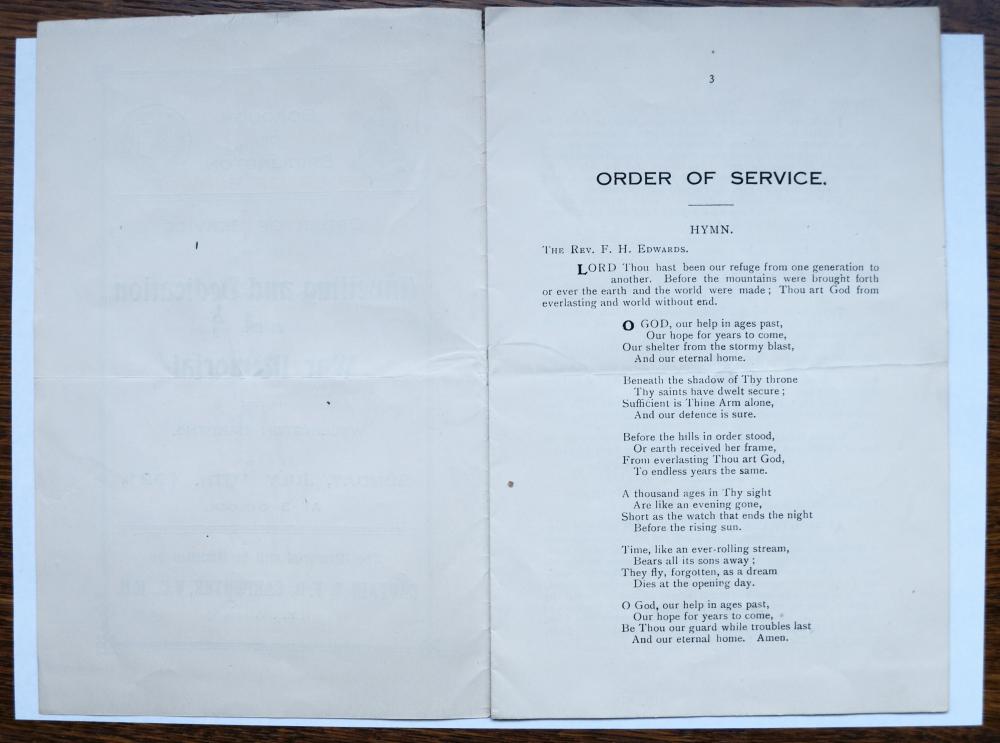 3
ORDER OF SERVICE.
HYMN.
THE REV. F. H. EDWARDS.
LORD Thou hast been our refuge from one generation to
another. Before the mountains were brought forth
or ever the earth and the world were made; Thou art God from
everlasting and world without end.
O GOD, our help in ages past,
Our hope for years to come,
Our shelter from the stormy blast,
And our eternal home.
Beneath the shadow of Thy throne
Thy saints have dwelt secure;
Sufficient is Thine Arm alone,
And our defence is sure.
Before the hills in order stood,
Or earth received her frame,
From everlasting Thou art God,
To endless years the same.
A thousand ages in Thy sight
Are like an evening gone,
Short as the watch that ends the night
Before the rising sun.
Time, like an ever-rolling stream,
Bears all its sons away;
They fly, forgotten, as a dream
Dies at the opening day.
O God, our help in ages past,
Our hope for years to come,
Be Thou our guard while troubles last
And our eternal home. Amen.